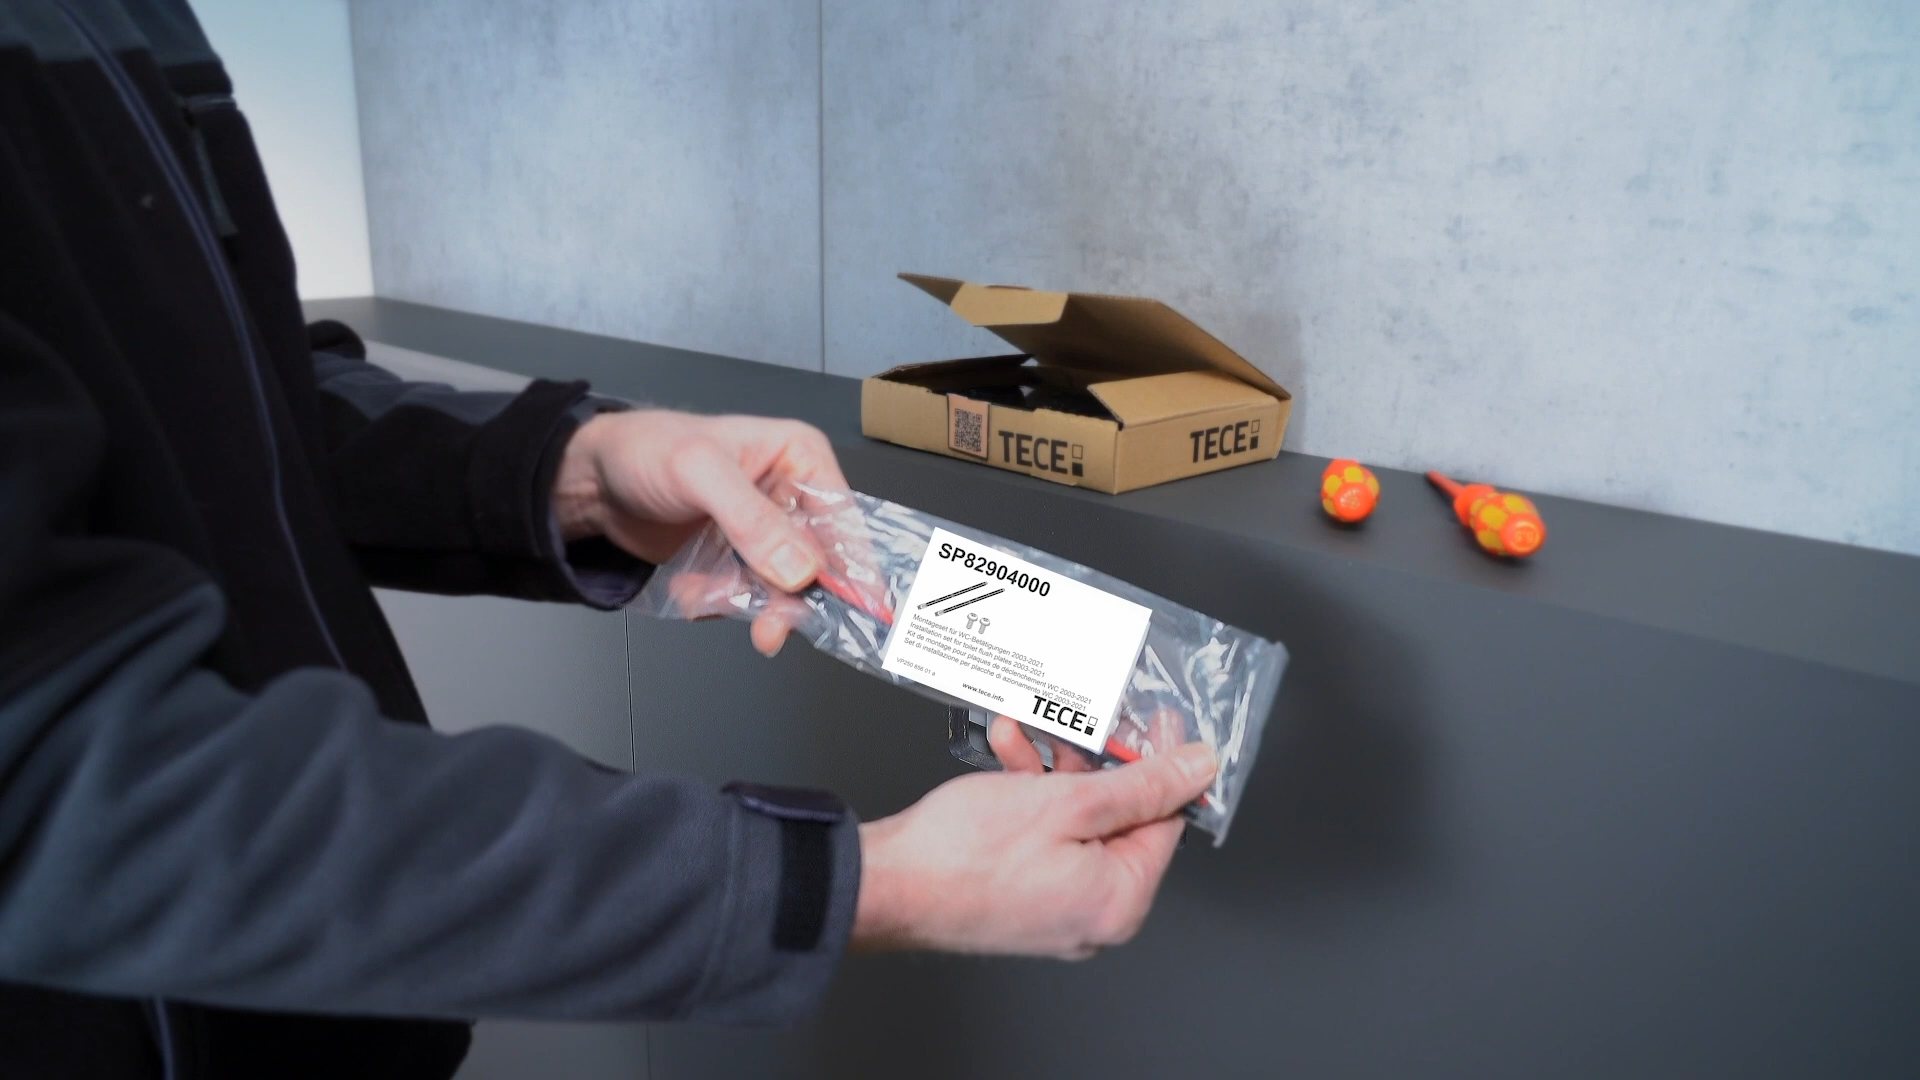 TECE
TECE
SP82904000
Montageset für WC-Betätigungen 2003-2021
Installation set for toilet flush plates 2003-2021
Kit de montage pour plaques de déclenchement WC 2003-2021
Set di installazione per placche di azionamento WC 2003-2021
www.tece.info
TECE